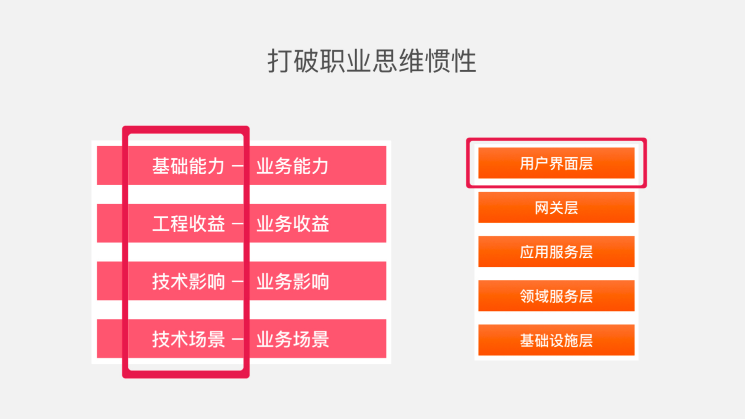 打破职业思维惯性
基础能力 — 业务能力
工程收益 — 业务收益
技术影响 — 业务影响
技术场景 — 业务场景
用户界面层
网关层
应用服务层
领域服务层
基础设施层